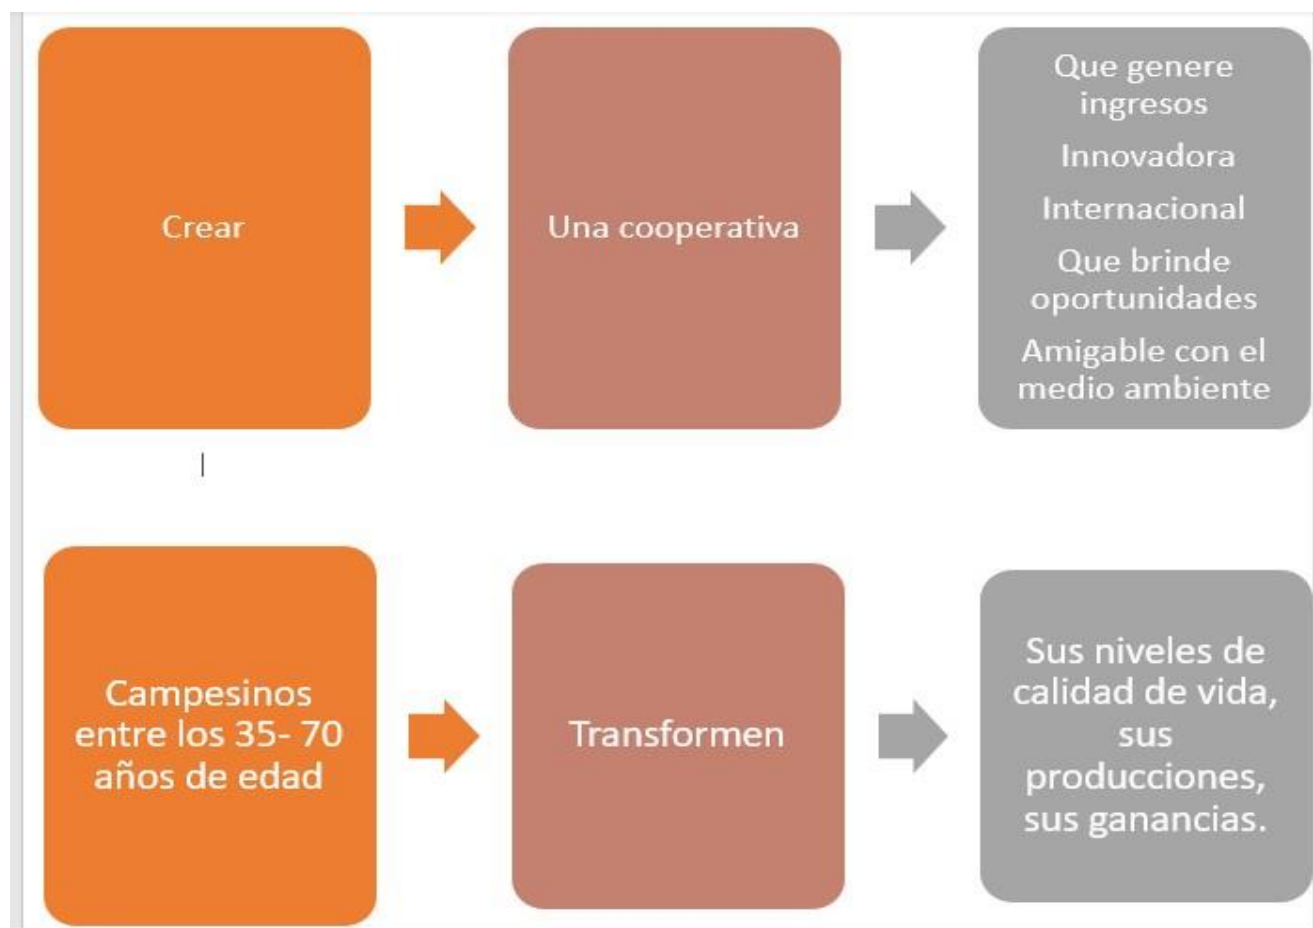 Crear
Una cooperativa
Que genere
ingresos
Innovadora
Internacional
Que brinde
oportunidades
Amigable con el
medio ambiente
Campesinos
entre los 35- 70
años de edad
Transformen
Sus niveles de
calidad de vida,
sus
producciones,
sus ganancias.